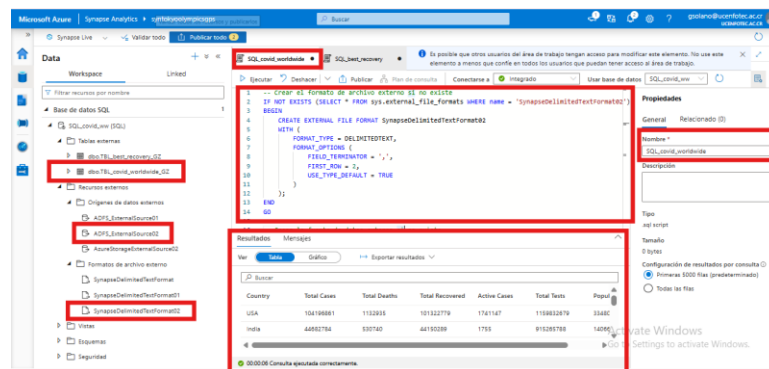 Microsoft Azure | Synapse Analytics
Buscar
gsolano@ucenfotec.ac.cr
UCENFOTEC.AC.CR
Synapse Live
Validar todo
Publicar todo
Data
Workspace
Linked
Filtrar recursos por nombre
Base de datos SQL
SQL_covid_ww (SQL)
Tablas externas
dbo.TBL_best_recovery_GZ
dbo.TBL_covid_worldwide_GZ
Recursos externos
Orígenes de datos externos
ADFS_ExternalSource01
ADFS_ExternalSource02
AzureStorageExternalSource02
Formatos de archivo externo
SynapseDelimitedTextFormat
SynapseDelimitedTextFormat01
SynapseDelimitedTextFormat02
Vistas
Esquemas
Seguridad
SQL_covid_worldwide
SQL_best_recovery
Es posible que otros usuarios del área de trabajo tengan acceso para modificar este elemento. No use este
elemento a menos que confíe en todos los usuarios que puedan tener acceso al área de trabajo.
Ejecutar
Deshacer
Publicar
Plan de consulta
Conectarse a
Integrado
Usar base de datos
SQL_covid_ww
1 -- Crear el formato de archivo externo si no existe
2 IF NOT EXISTS (SELECT * FROM sys.external_file_formats WHERE name = 'SynapseDelimitedTextFormat02')
3 BEGIN
4 CREATE EXTERNAL FILE FORMAT SynapseDelimitedTextFormat02
5 WITH (
6 FORMAT_TYPE = DELIMITEDTEXT,
7 FORMAT_OPTIONS (
8 FIELD_TERMINATOR = ',',
9 FIRST_ROW = 2,
10 USE_TYPE_DEFAULT = TRUE
11 )
12 );
13 END
14 GO
Resultados
Mensajes
Ver
Tabla
Gráfico
Exportar resultados
Buscar
Country Total Cases Total Deaths Total Recovered Active Cases Total Tests Popul
USA 104196861 1132935 101322779 1741147 1159832679 3348C
India 44682784 530740 44150289 1755 915265788 14066
00:00:06 Consulta ejecutada correctamente.
Propiedades
General
Relacionado (0)
Nombre *
SQL_covid_worldwide
Descripción
Tipo
.sql script
Tamaño
0 bytes
Configuración de resultados por consulta
Primeras 5000 filas (predeterminado)
Todas las filas
Activate Windows
Go to Settings to activate Windows.